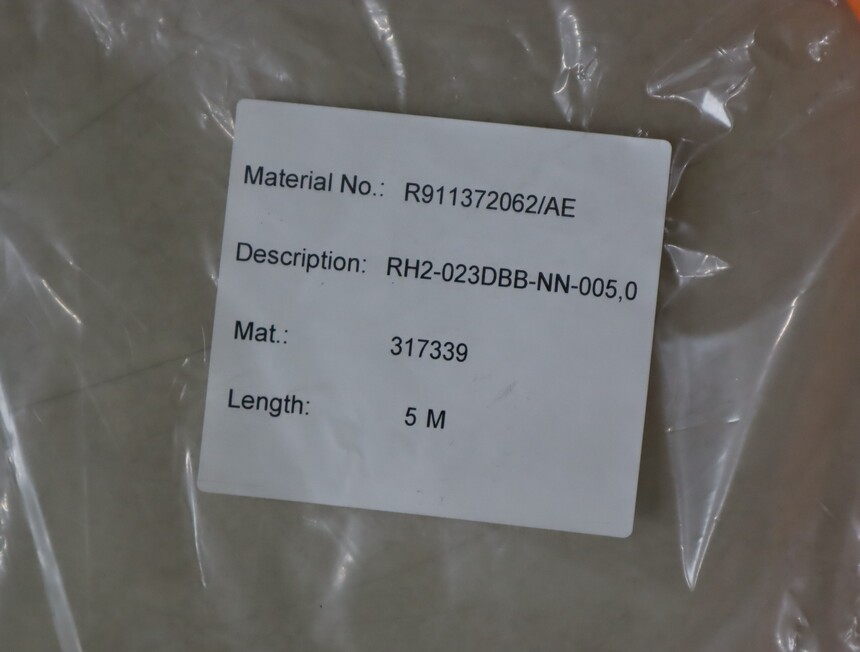 Material No.: R911372062/AE
Description: RH2-023DBB-NN-005,0
Mat.: 317339
Length: 5 M